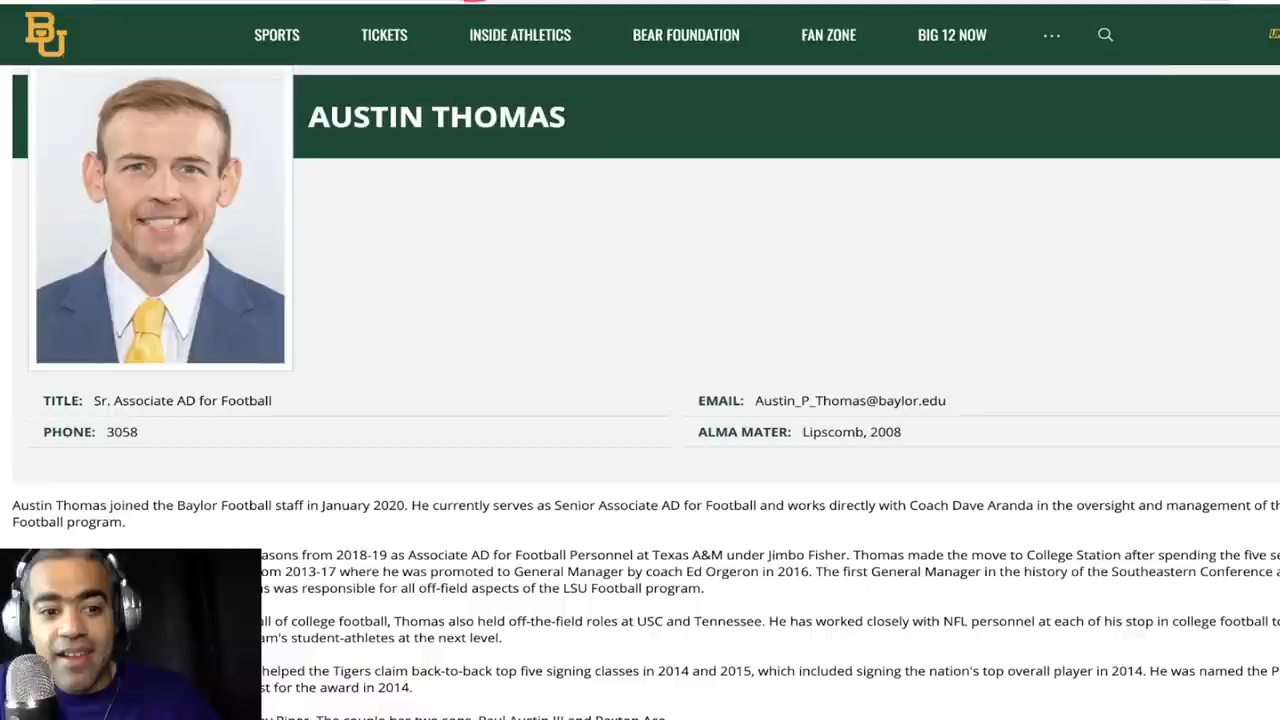 BU
SPORTS TICKETS INSIDE ATHLETICS BEAR FOUNDATION FAN ZONE BIG 12 NOW ...
AUSTIN THOMAS
TITLE: Sr. Associate AD for Football
EMAIL: Austin_P_Thomas@baylor.edu
PHONE: 3058
ALMA MATER: Lipscomb, 2008
Austin Thomas joined the Baylor Football staff in January 2020. He currently serves as Senior Associate AD for Football and works directly with Coach Dave Aranda in the oversight and management of
Football program.
from 2018-19 as Associate AD for Football Personnel at Texas A&M under Jimbo Fisher. Thomas made the move to College Station after spending the five
from 2013-17 where he was promoted to General Manager by coach Ed Orgeron in 2016. The first General Manager in the history of the Southeastern Conference
was responsible for all off-field aspects of the LSU Football program.
of college football, Thomas also held off-the-field roles at USC and Tennessee. He has worked closely with NFL personnel at each of his stop in college football
student-athletes at the next level.
helped the Tigers claim back-to-back top five signing classes in 2014 and 2015, which included signing the nation's top overall player in 2014. He was named the
for the award in 2014.